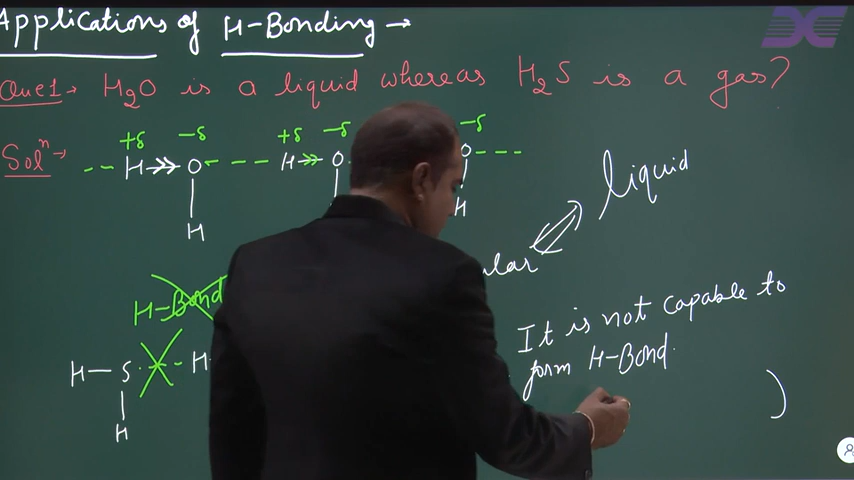 Applications of H-Bonding →
Que1 → H2O is a liquid whereas H2S is a gas?
Soln →
+δ -δ +δ -δ -δ
H O H O O
H H
liquid
H-Bond
It is not capable to
form H-Bond.
H - S H
H